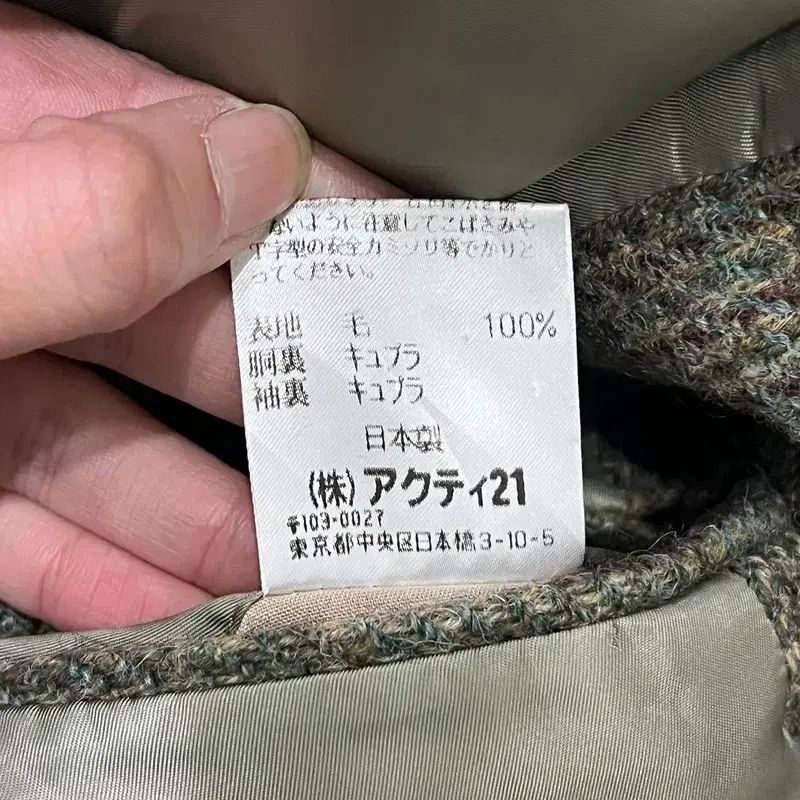 ないように注意してこばさみや
T字型の安全カミソリ等でかりと
ってください。
表地 毛 100%
胴裏 キュプラ
袖裏 キュプラ
日本製
(株)アクティ21
〒103-0027
東京都中央区日本橋3-10-5